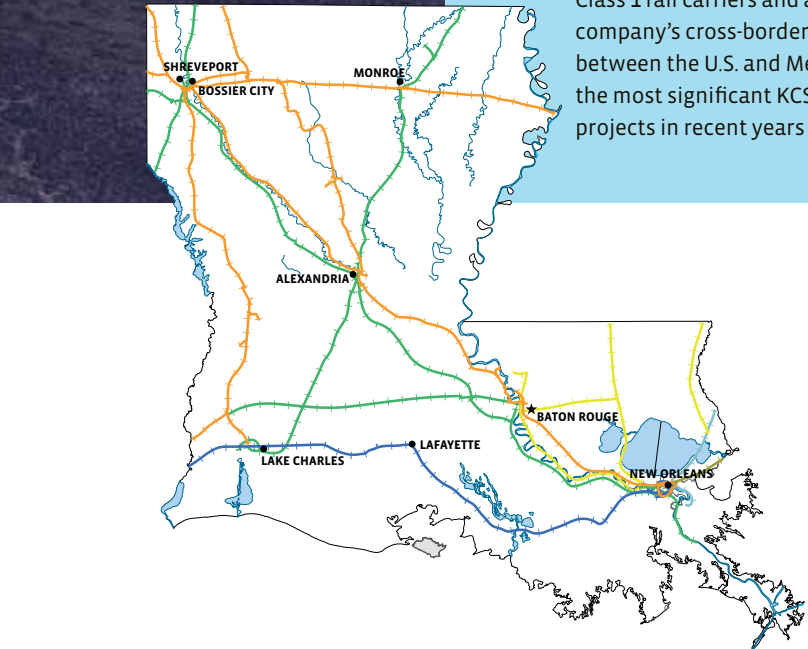 Class 1 rail carriers and a
company's cross-border
between the U.S. and Me
the most significant KCS
projects in recent years
SHREVEPORT
BOSSIER CITY
MONROE
ALEXANDRIA
BATON ROUGE
LAFAYETTE
LAKE CHARLES
NEW ORLEANS